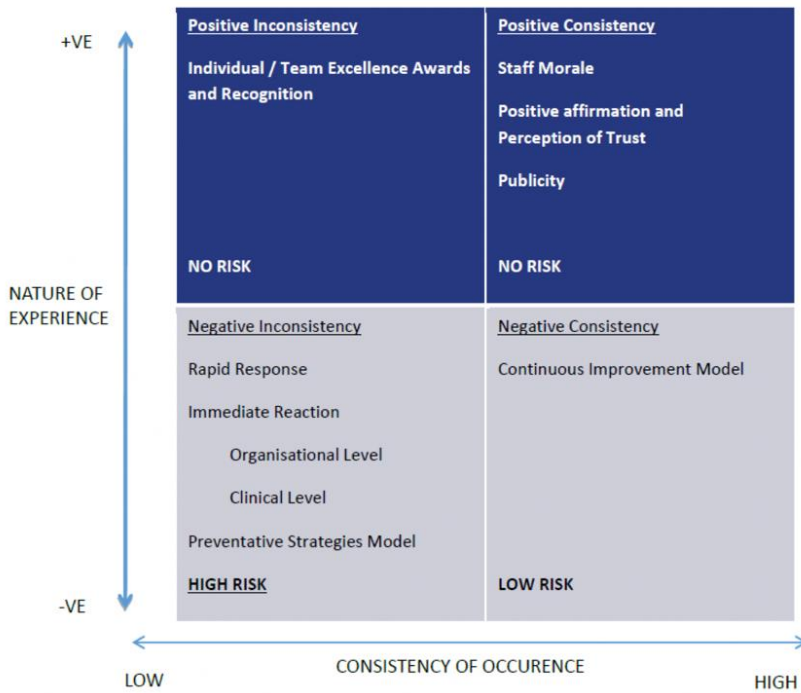 +VE
NATURE OF
EXPERIENCE
-VE
Positive Inconsistency
Individual / Team Excellence Awards
and Recognition
NO RISK
Positive Consistency
Staff Morale
Positive affirmation and
Perception of Trust
Publicity
NO RISK
Negative Inconsistency
Rapid Response
Immediate Reaction
Organisational Level
Clinical Level
Preventative Strategies Model
HIGH RISK
Negative Consistency
Continuous Improvement Model
LOW RISK
LOW
CONSISTENCY OF OCCURENCE
HIGH